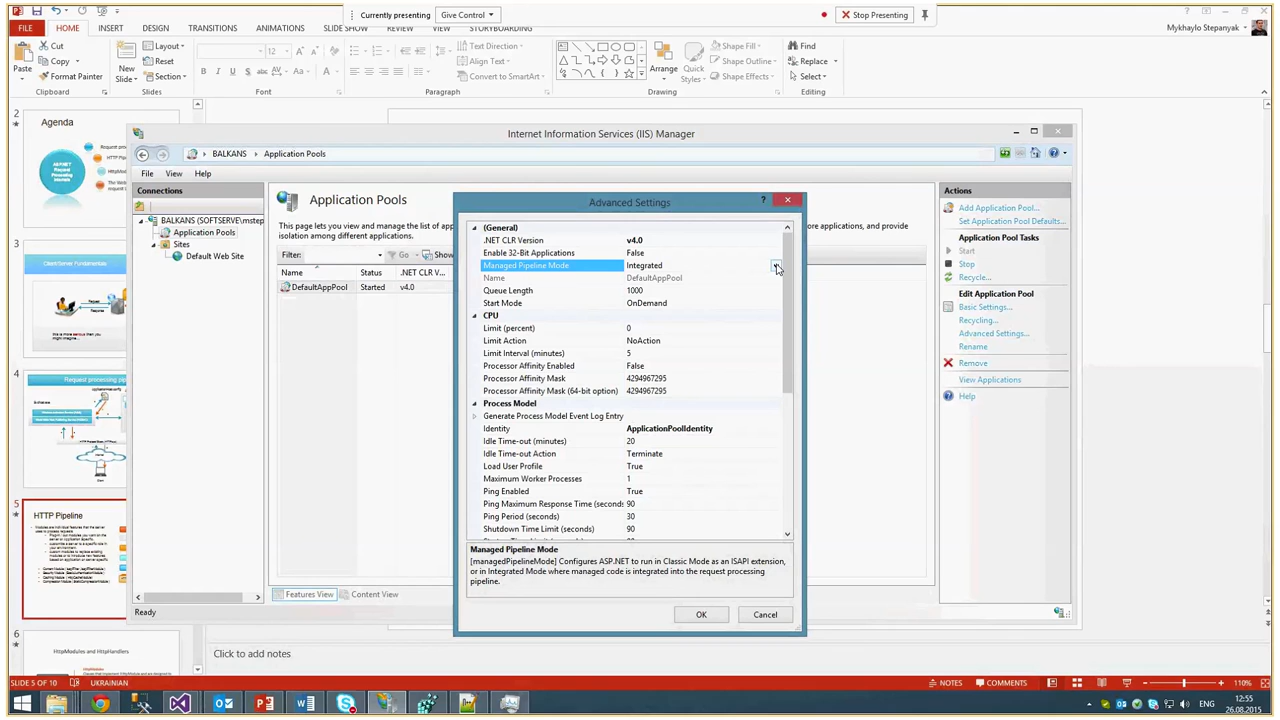 Currently presenting
Give Control
Stop Presenting
FILE
HOME
INSERT
DESIGN
TRANSITIONS
ANIMATIONS
SLIDE SHOW
REVIEW
VIEW
STORYBOARDING
Mykhaylo Stepanyak
Paste
Cut
Copy
Format Painter
Clipboard
New
Slide
Layout
Reset
Section
Slides
Font
Text Direction
Align Text
Convert to SmartArt
Paragraph
Arrange
Quick
Styles
Shape Fill
Shape Outline
Shape Effects
Drawing
Find
Replace
Select
Editing
2
Agenda
3
Client/Server Fundamentals
4
Request processing pip
5
HTTP Pipeline
6
HttpModules and HttpHandlers
Internet Information Services (IIS) Manager
BALKANS
Application Pools
File
View
Help
Connections
BALKANS (SOFTSERVE\mstep
Application Pools
Sites
Default Web Site
Application Pools
This page lets you view and manage the list of app
isolation among different applications.
ications, and provide
Filter:
Go
Show
Name
Status
.NET CLR V...
DefaultAppPool
Started
v4.0
Features View
Content View
Ready
Advanced Settings
?
(General)
.NET CLR Version
v4.0
Enable 32-Bit Applications
False
Managed Pipeline Mode
Integrated
Name
DefaultAppPool
Queue Length
1000
Start Mode
OnDemand
CPU
Limit (percent)
0
Limit Action
NoAction
Limit Interval (minutes)
5
Processor Affinity Enabled
False
Processor Affinity Mask
4294967295
Processor Affinity Mask (64-bit option)
4294967295
Process Model
Generate Process Model Event Log Entry
Identity
ApplicationPoolIdentity
Idle Time-out (minutes)
20
Idle Time-out Action
Terminate
Load User Profile
True
Maximum Worker Processes
1
Ping Enabled
True
Ping Maximum Response Time (seconds
90
Ping Period (seconds)
30
Shutdown Time Limit (seconds)
90
Managed Pipeline Mode
[managedPipelineMode] Configures ASP.NET to run in Classic Mode as an ISAPI extension,
or in Integrated Mode where managed code is integrated into the request processing
pipeline.
OK
Cancel
Actions
Add Application Pool...
Set Application Pool Defaults...
Application Pool Tasks
Start
Stop
Recycle...
Edit Application Pool
Basic Settings...
Recycling...
Advanced Settings...
Rename
Remove
View Applications
Help
Click to add notes
SLIDE 5 OF 10
UKRAINIAN
NOTES
COMMENTS
110%
12:55
26.08.2015